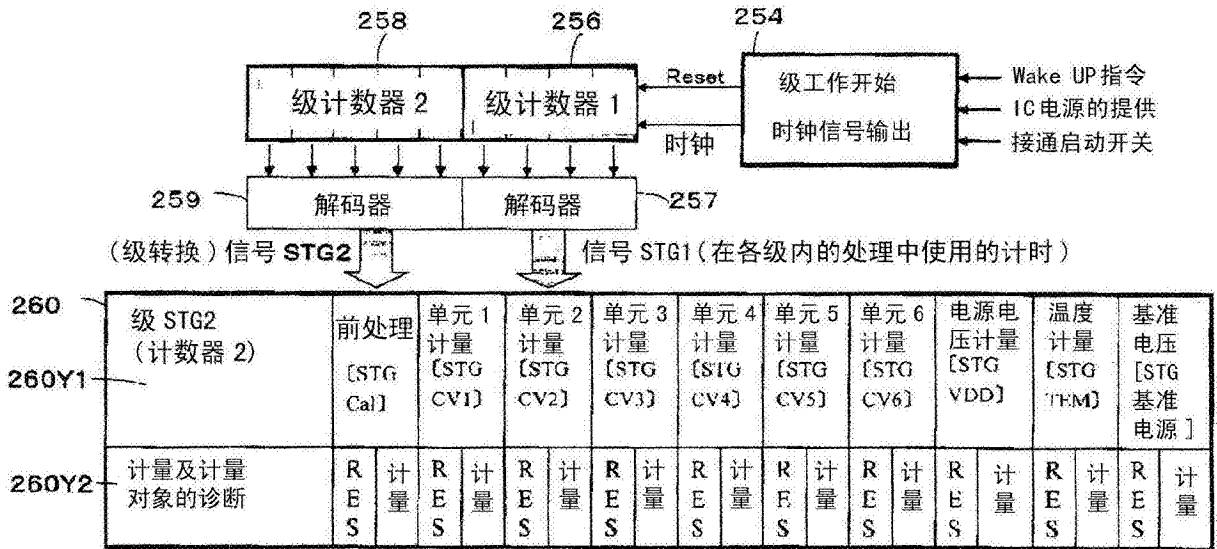 258
256
254
级计数器 2
级计数器 1
Reset
时钟
级工作开始
时钟信号输出
Wake UP 指令
IC 电源的提供
接通启动开关
259
解码器
解码器
257
(级转换)信号 STG2
信号 STG1(在各级内的处理中使用的计时)
260
级 STG2
(计数器 2)
前处理
[STG
Cal]
单元 1
计量
[STG
CV1]
单元 2
计量
[STG
CV2]
单元 3
计量
[STG
CV3]
单元 4
计量
[STG
CV4]
单元 5
计量
[STG
CV5]
单元 6
计量
[STG
CV6]
电源电
压计量
[STG
VDD]
温度
计量
[STG
TEM]
基准
电压
[STG
基准
电源]
260Y1
260Y2
计量及计量
对象的诊断
RES
计量
RES
计量
RES
计量
RES
计量
RES
计量
RES
计量
RES
计量
RES
计量
RES
计量
RES
计量